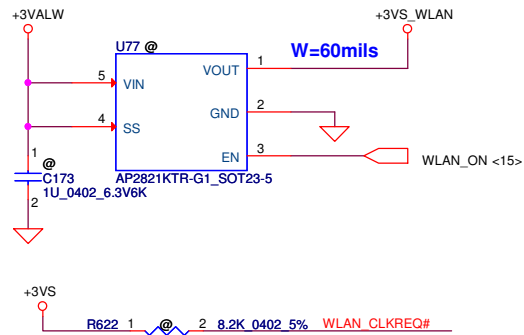 +3VALW
+3VS_WLAN
U77 @
W=60mils
5 VIN VOUT 1
4 SS GND 2
EN 3
WLAN_ON <15>
AP2821KTR-G1_SOT23-5
1
@
C173
1U_0402_6.3V6K
2
+3VS
R622 1 @ 2 8.2K_0402_5% WLAN_CLKREQ#